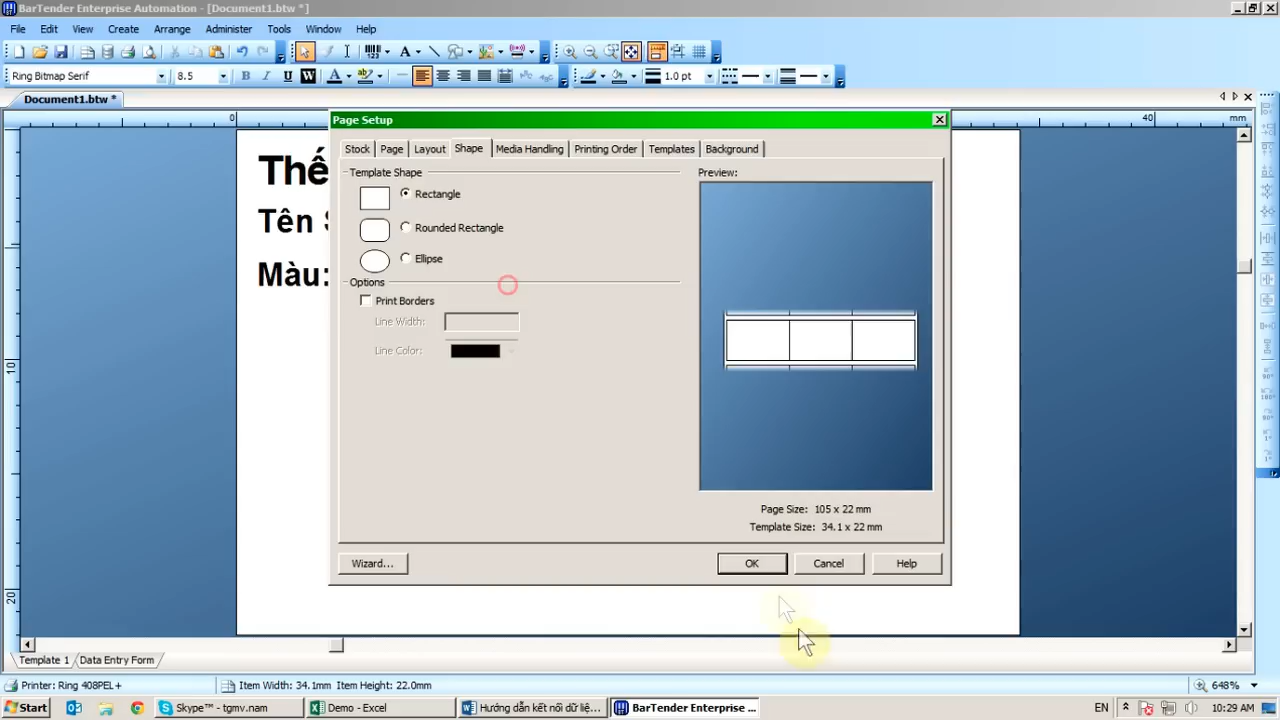 BarTender Enterprise Automation - [Document1.btw *]
File Edit View Create Arrange Administer Tools Window Help
Ring Bitmap Serif 8.5 B I U W A 1.0 pt
Document1.btw *
0 40 mm
Page Setup
Stock Page Layout Shape Media Handling Printing Order Templates Background
Thế
Tên
Màu:
Template Shape
Rectangle
Rounded Rectangle
Ellipse
Options
Print Borders
Line Width:
Line Color:
Preview:
Page Size: 105 x 22 mm
Template Size: 34.1 x 22 mm
Wizard... OK Cancel Help
10
20
Template 1 Data Entry Form
Printer: Ring 408PEL+ Item Width: 34.1mm Item Height: 22.0mm 648%
Start Skype™ - tgmv.nam Demo - Excel Hướng dẫn kết nối dữ liệ... BarTender Enterprise ... EN 10:29 AM